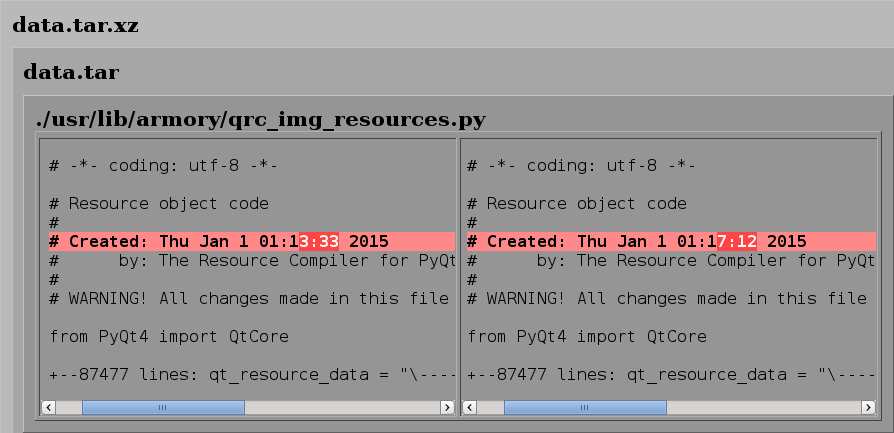 data.tar.xz
data.tar
./usr/lib/armory/qrc_img_resources.py
# -*- coding: utf-8 -*-
# Resource object code
#
# Created: Thu Jan 1 01:13:33 2015
#      by: The Resource Compiler for PyQt
#
# WARNING! All changes made in this file
from PyQt4 import QtCore
+--87477 lines: qt_resource_data = "\----
# -*- coding: utf-8 -*-
# Resource object code
#
# Created: Thu Jan 1 01:17:12 2015
#      by: The Resource Compiler for PyQt
#
# WARNING! All changes made in this file
from PyQt4 import QtCore
+--87477 lines: qt_resource_data = "\----